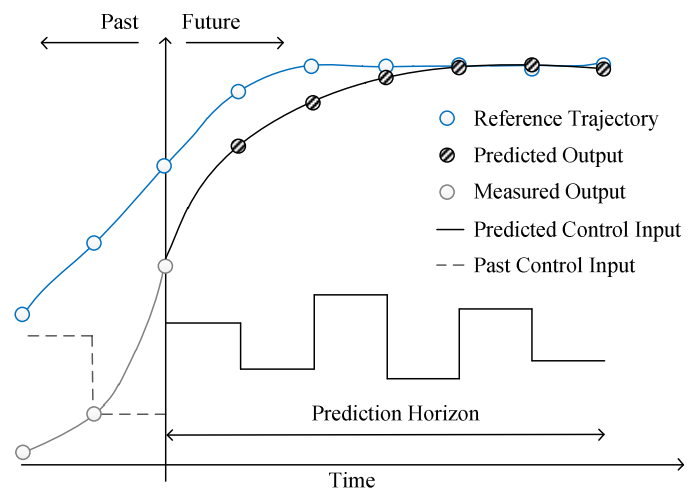 Past
Future
Reference Trajectory
Predicted Output
Measured Output
Predicted Control Input
Past Control Input
Prediction Horizon
Time